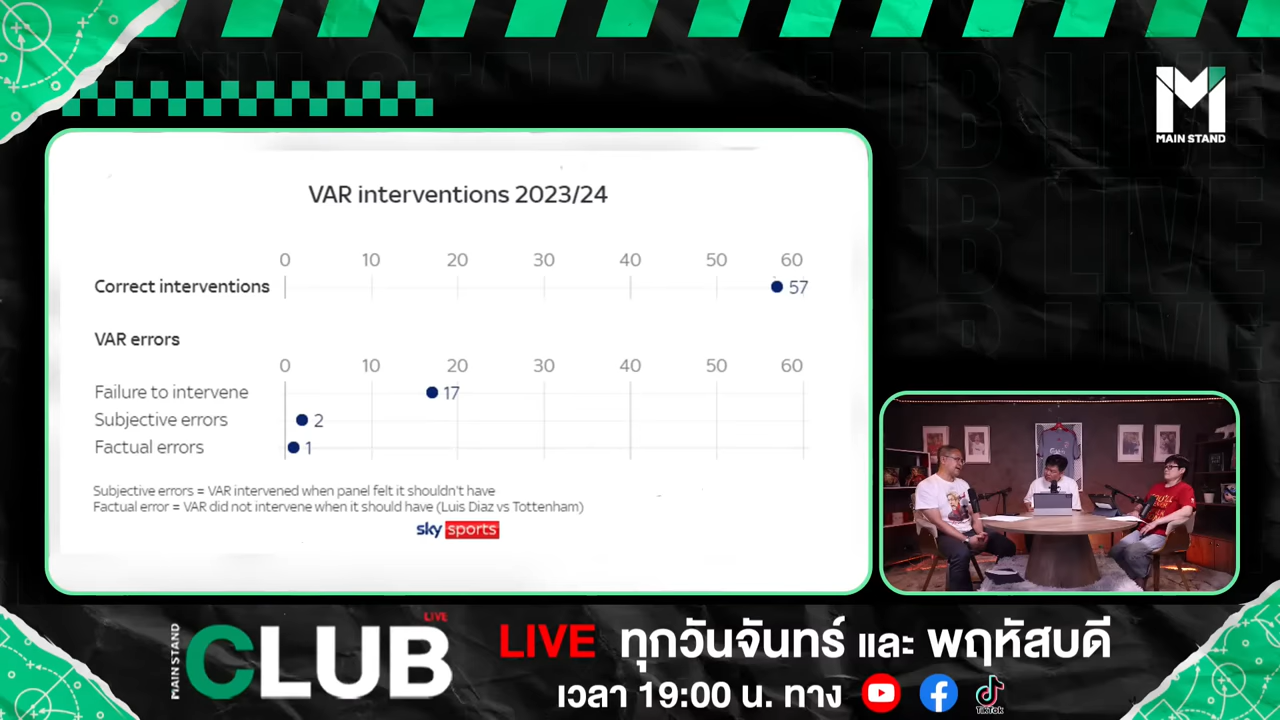 MAIN STAND
VAR interventions 2023/24
0 10 20 30 40 50 60
Correct interventions 57
VAR errors
0 10 20 30 40 50 60
Failure to intervene 17
Subjective errors 2
Factual errors 1
Subjective errors = VAR intervened when panel felt it shouldn't have
Factual error = VAR did not intervene when it should have (Luis Diaz vs Tottenham)
sky sports
MAIN STAND CLUB LIVE
LIVE ทุกวันจันทร์ และ พฤหัสบดี
เวลา 19:00 น. ทาง
TikTok